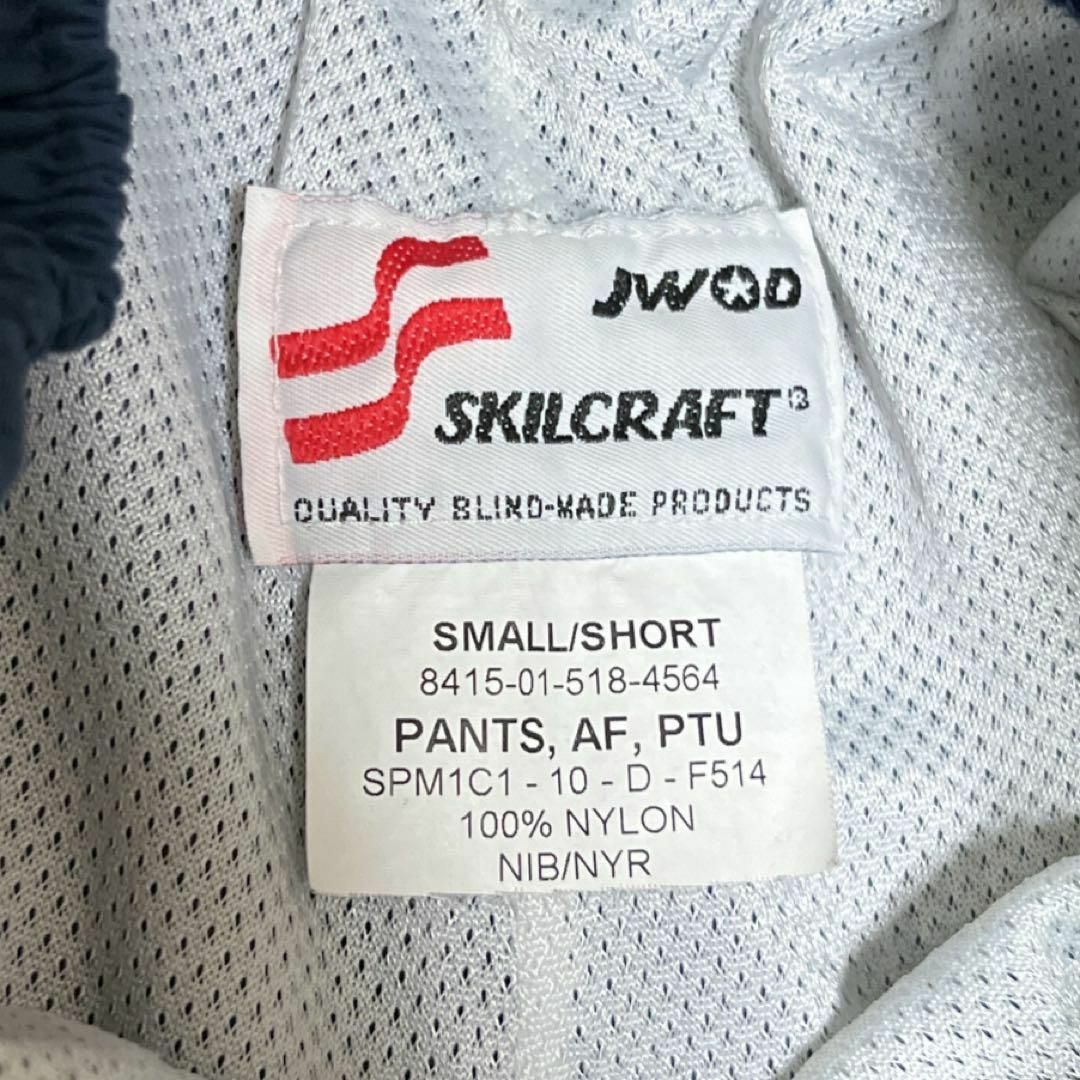 JWOD
SKILCRAFT®
QUALITY BLIND-MADE PRODUCTS
SMALL/SHORT
8415-01-518-4564
PANTS, AF, PTU
SPM1C1 - 10 - D - F514
100% NYLON
NIB/NYR